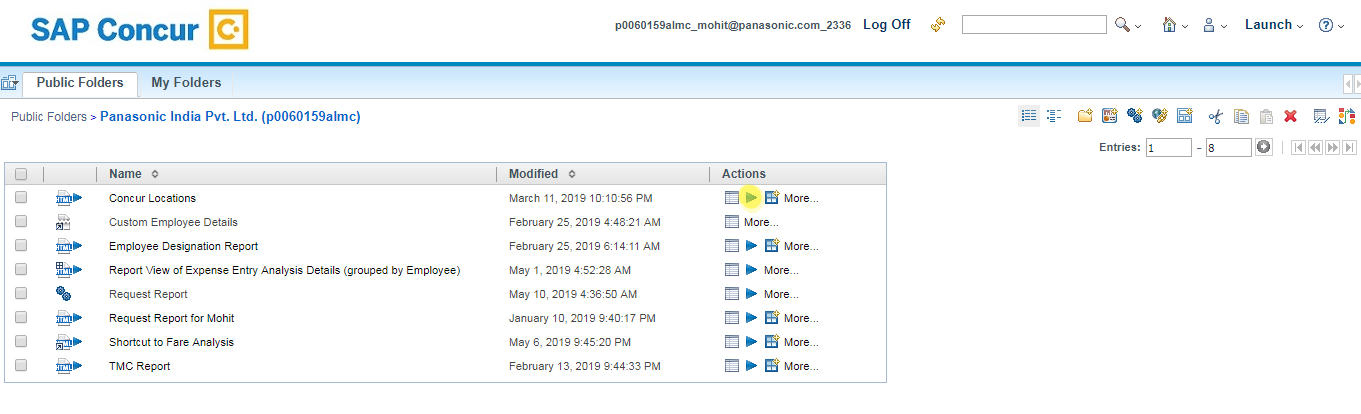 SAP Concur C.
p0060159almc_mohit@panasonic.com_2336 Log Off Launch
Public Folders My Folders
Public Folders > Panasonic India Pvt. Ltd. (p0060159almc)
Entries: 1 - 8
Name Modified Actions
Concur Locations March 11, 2019 10:10:56 PM More...
Custom Employee Details February 25, 2019 4:48:21 AM More...
Employee Designation Report February 25, 2019 6:14:11 AM More...
Report View of Expense Entry Analysis Details (grouped by Employee) May 1, 2019 4:52:28 AM More...
Request Report May 10, 2019 4:36:50 AM More...
Request Report for Mohit January 10, 2019 9:40:17 PM More...
Shortcut to Fare Analysis May 6, 2019 9:45:20 PM More...
TMC Report February 13, 2019 9:44:33 PM More...